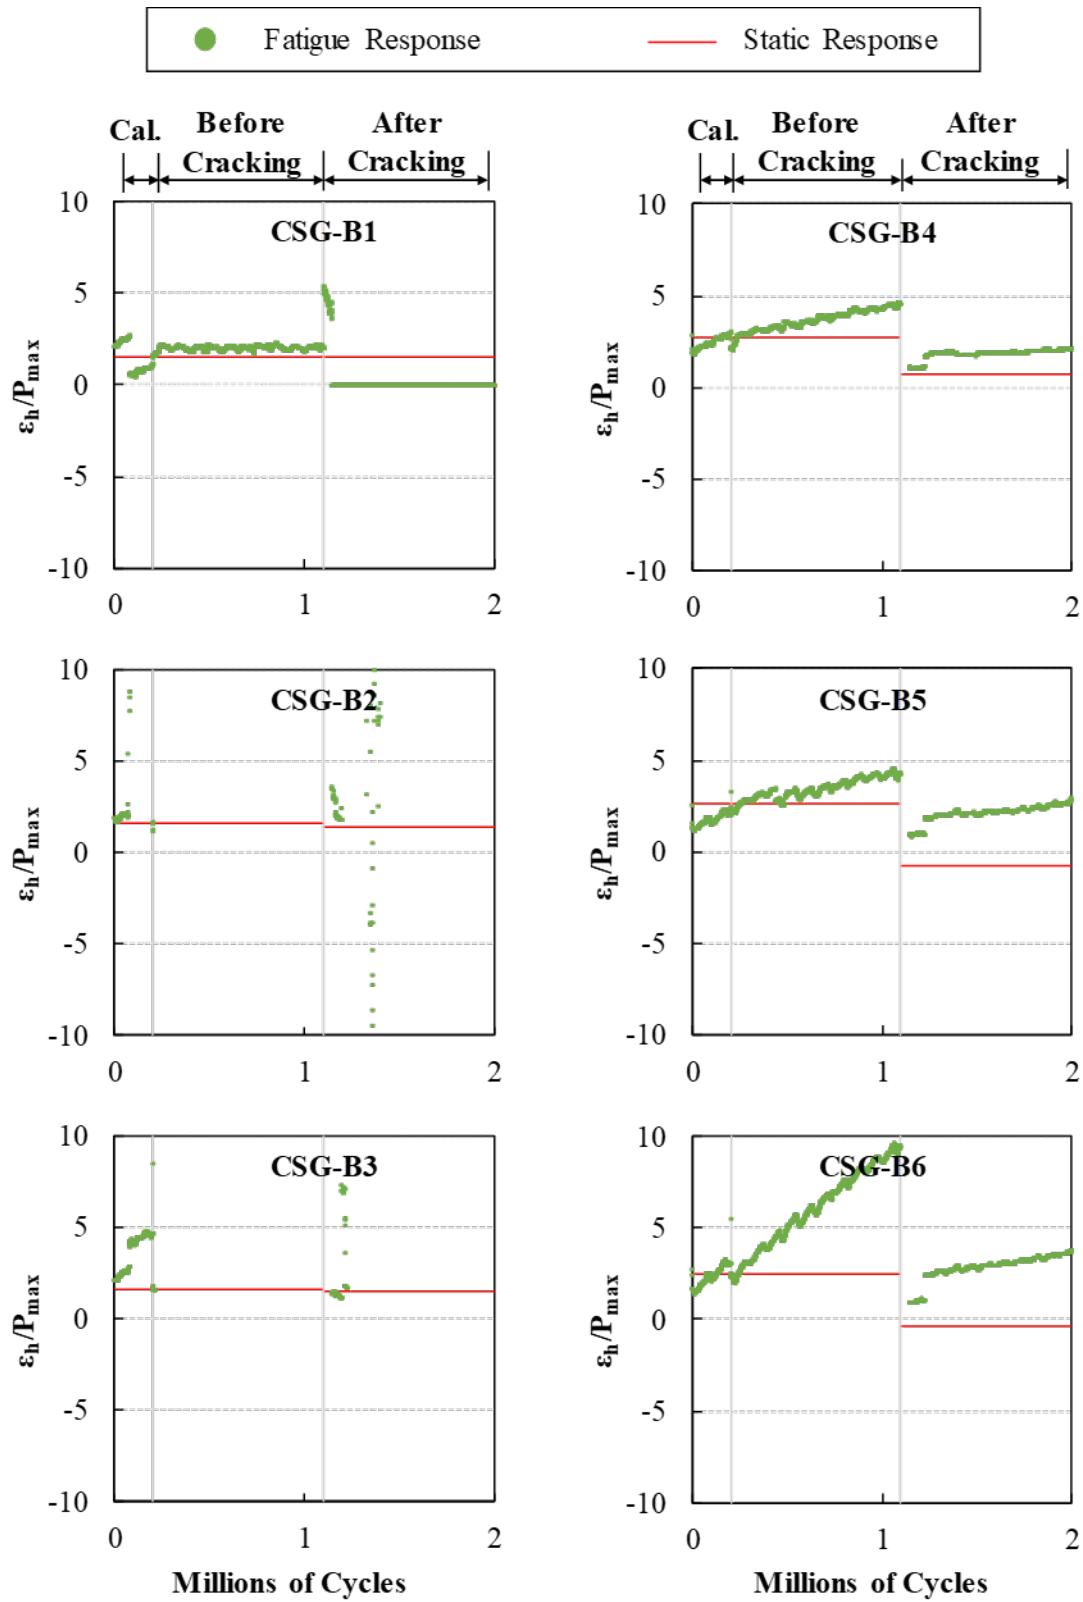 Fatigue Response Static Response
Cal. Before Cracking After Cracking
CSG-B1
10
5
0
-5
-10
εh/Pmax
0 1 2
Cal. Before Cracking After Cracking
CSG-B4
10
5
0
-5
-10
εh/Pmax
0 1 2
CSG-B2
10
5
0
-5
-10
εh/Pmax
0 1 2
CSG-B5
10
5
0
-5
-10
εh/Pmax
0 1 2
CSG-B3
10
5
0
-5
-10
εh/Pmax
0 1 2
Millions of Cycles
CSG-B6
10
5
0
-5
-10
εh/Pmax
0 1 2
Millions of Cycles